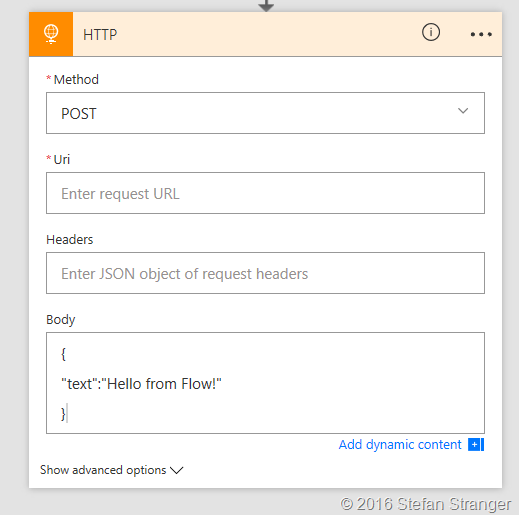 HTTP
* Method
POST
* Uri
Enter request URL
Headers
Enter JSON object of request headers
Body
{
"text":"Hello from Flow!"
}
Add dynamic content
Show advanced options
© 2016 Stefan Stranger